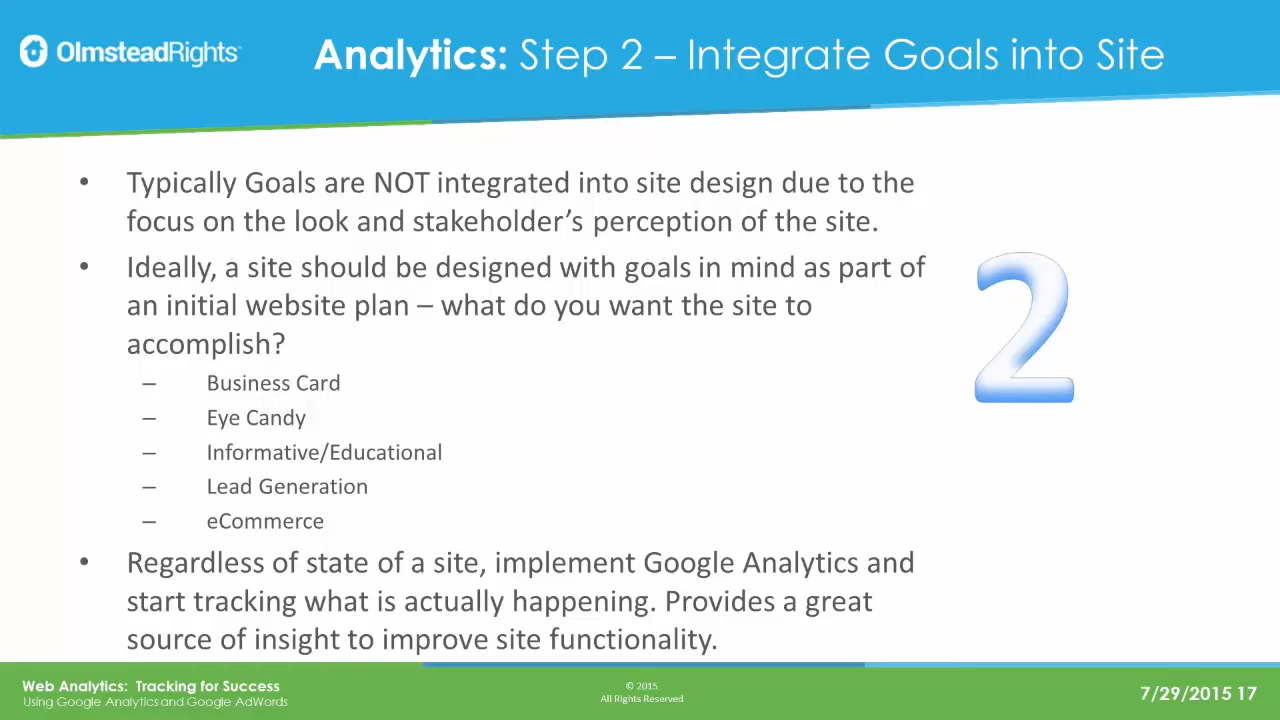 OlmsteadRights
Analytics: Step 2 – Integrate Goals into Site
• Typically Goals are NOT integrated into site design due to the
focus on the look and stakeholder’s perception of the site.
• Ideally, a site should be designed with goals in mind as part of
an initial website plan – what do you want the site to
accomplish?
– Business Card
– Eye Candy
– Informative/Educational
– Lead Generation
– eCommerce
• Regardless of state of a site, implement Google Analytics and
start tracking what is actually happening. Provides a great
source of insight to improve site functionality.
2
Web Analytics: Tracking for Success
Using Google Analytics and Google AdWords
© 2015
All Rights Reserved
7/29/2015 17